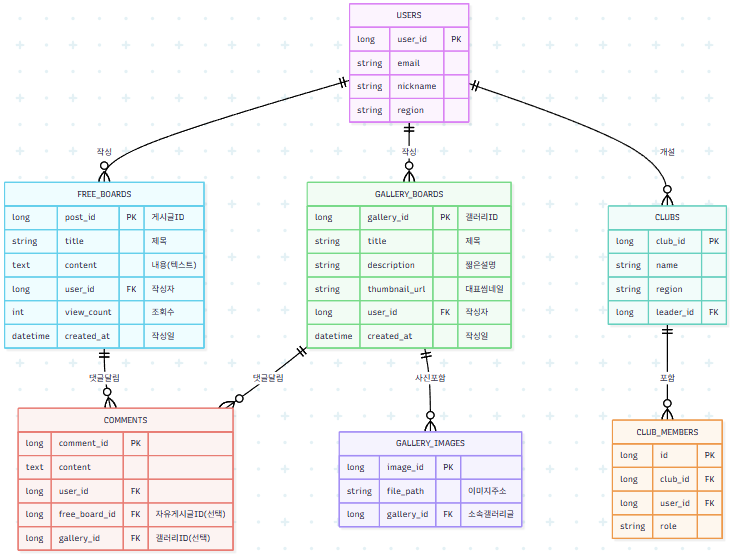 USERS
long user_id PK
string email
string nickname
string region
작성
작성
개설
FREE_BOARDS
long post_id PK 게시글ID
string title 제목
text content 내용(텍스트)
long user_id FK 작성자
int view_count 조회수
datetime created_at 작성일
GALLERY_BOARDS
long gallery_id PK 갤러리ID
string title 제목
string description 짧은설명
string thumbnail_url 대표썸네일
long user_id FK 작성자
datetime created_at 작성일
CLUBS
long club_id PK
string name
string region
long leader_id FK
댓글달림
댓글달림
사진포함
포함
COMMENTS
long comment_id PK
text content
long user_id FK
long free_board_id FK 자유게시글ID(선택)
long gallery_id FK 갤러리ID(선택)
GALLERY_IMAGES
long image_id PK
string file_path 이미지주소
long gallery_id FK 소속갤러리글
CLUB_MEMBERS
long id PK
long club_id FK
long user_id FK
string role